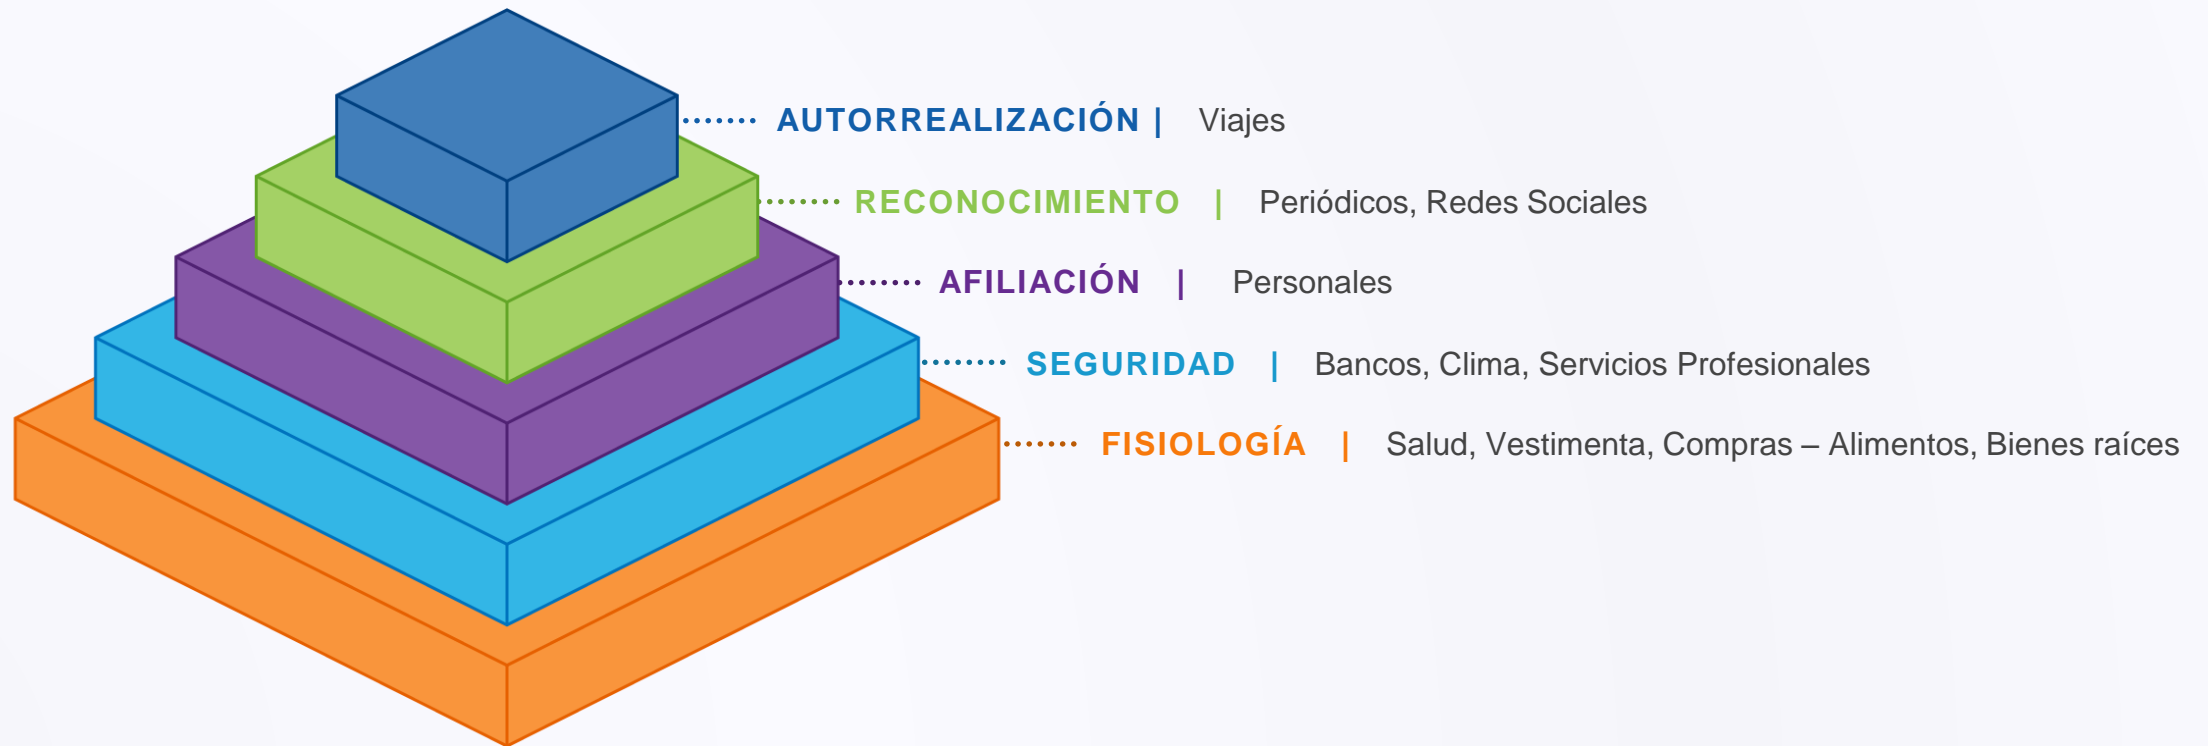 AUTORREALIZACIÓN | Viajes
RECONOCIMIENTO | Periódicos, Redes Sociales
AFILIACIÓN | Personales
SEGURIDAD | Bancos, Clima, Servicios Profesionales
FISIOLOGÍA | Salud, Vestimenta, Compras – Alimentos, Bienes raíces